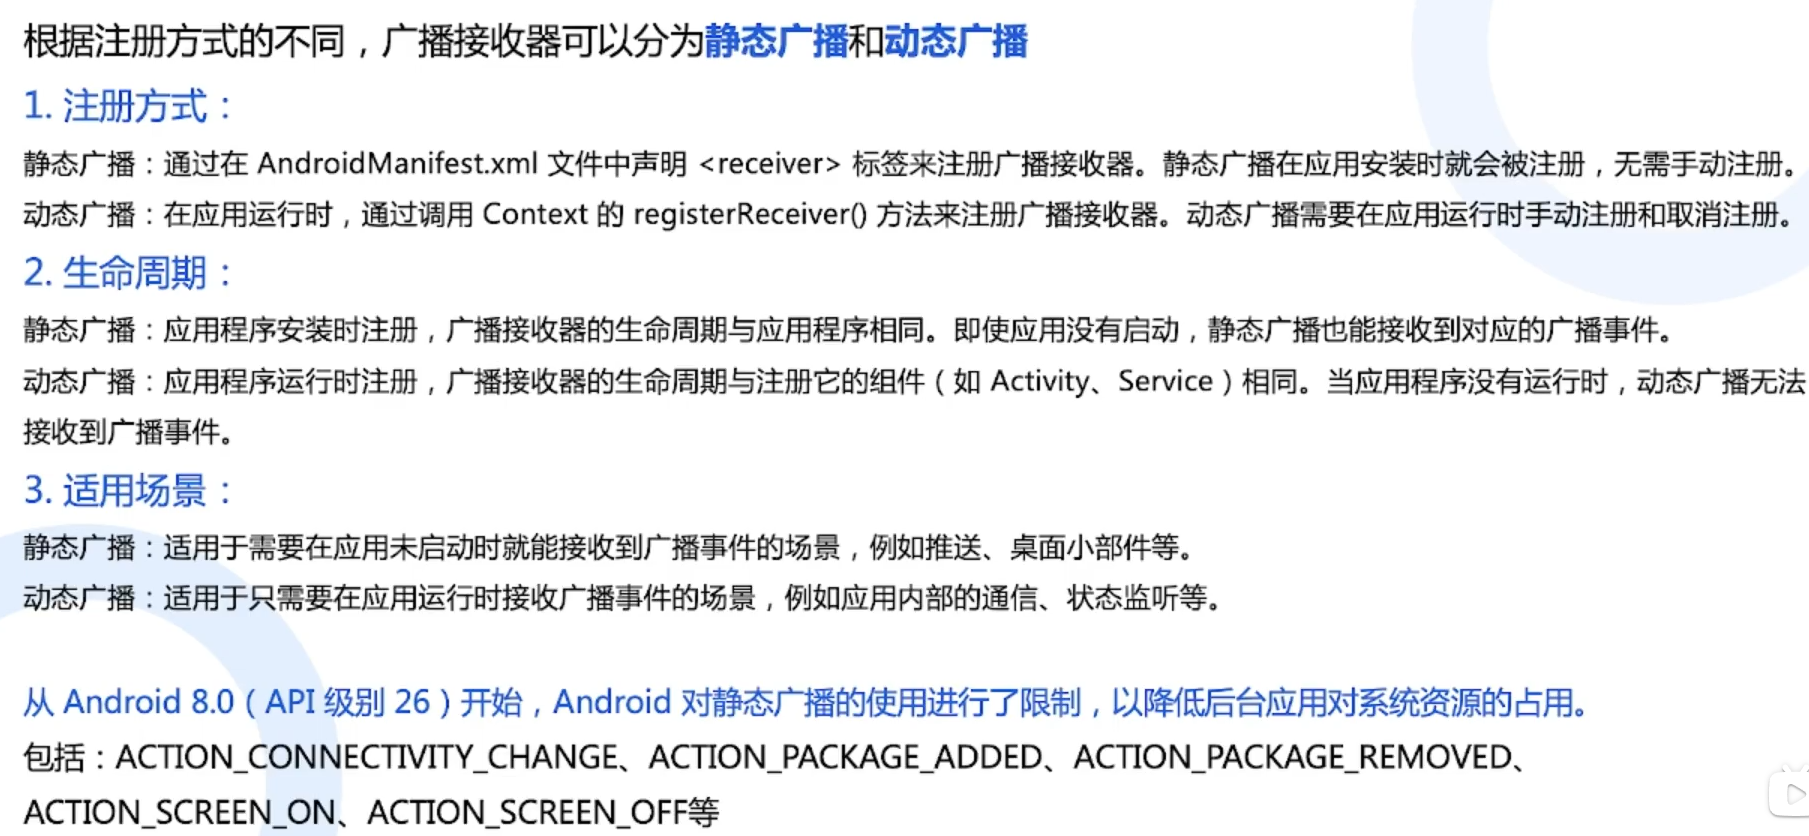 根据注册方式的不同，广播接收器可以分为静态广播和动态广播
1. 注册方式：
静态广播：通过在 AndroidManifest.xml 文件中声明 <receiver> 标签来注册广播接收器。静态广播在应用安装时就会被注册，无需手动注册。
动态广播：在应用运行时，通过调用 Context 的 registerReceiver() 方法来注册广播接收器。动态广播需要在应用运行时手动注册和取消注册。
2. 生命周期：
静态广播：应用程序安装时注册，广播接收器的生命周期与应用程序相同。即使应用没有启动，静态广播也能接收到对应的广播事件。
动态广播：应用程序运行时注册，广播接收器的生命周期与注册它的组件（如 Activity、Service）相同。当应用程序没有运行时，动态广播无法
接收到广播事件。
3. 适用场景：
静态广播：适用于需要在应用未启动时就能接收到广播事件的场景，例如推送、桌面小部件等。
动态广播：适用于只需要在应用运行时接收广播事件的场景，例如应用内部的通信、状态监听等。
从 Android 8.0（API 级别 26）开始，Android 对静态广播的使用进行了限制，以降低后台应用对系统资源的占用。
包括：ACTION_CONNECTIVITY_CHANGE、ACTION_PACKAGE_ADDED、ACTION_PACKAGE_REMOVED、
ACTION_SCREEN_ON、ACTION_SCREEN_OFF等